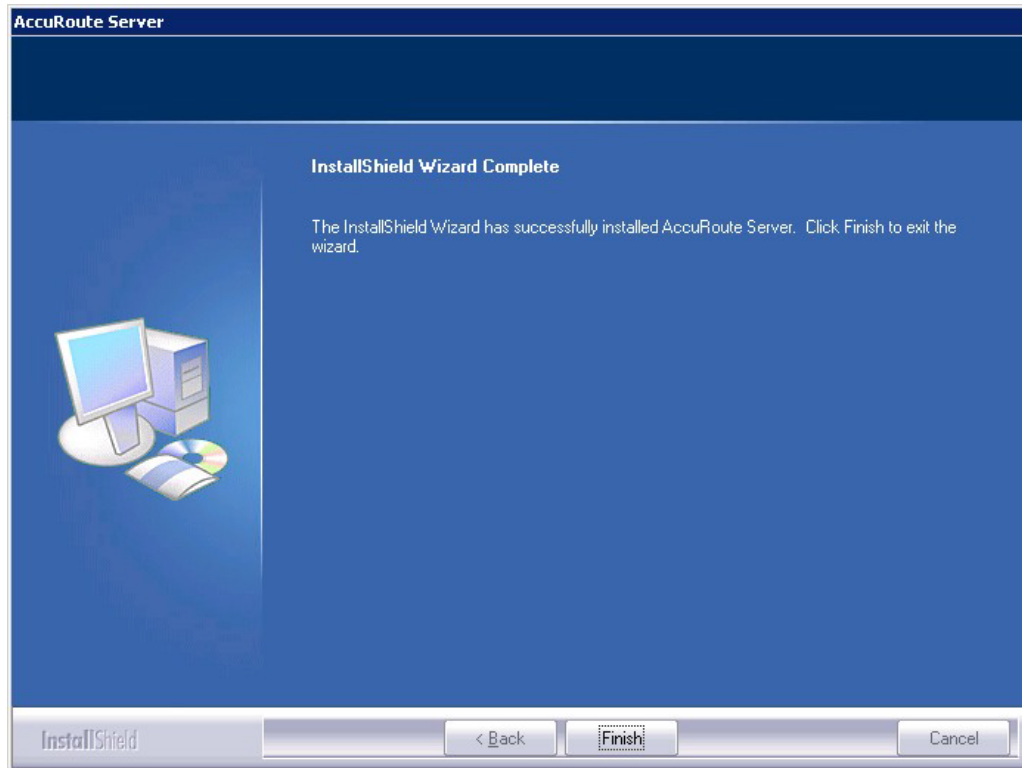 AccuRoute Server
InstallShield Wizard Complete
The InstallShield Wizard has successfully installed AccuRoute Server. Click Finish to exit the
wizard.
InstallShield
< Back
Finish
Cancel